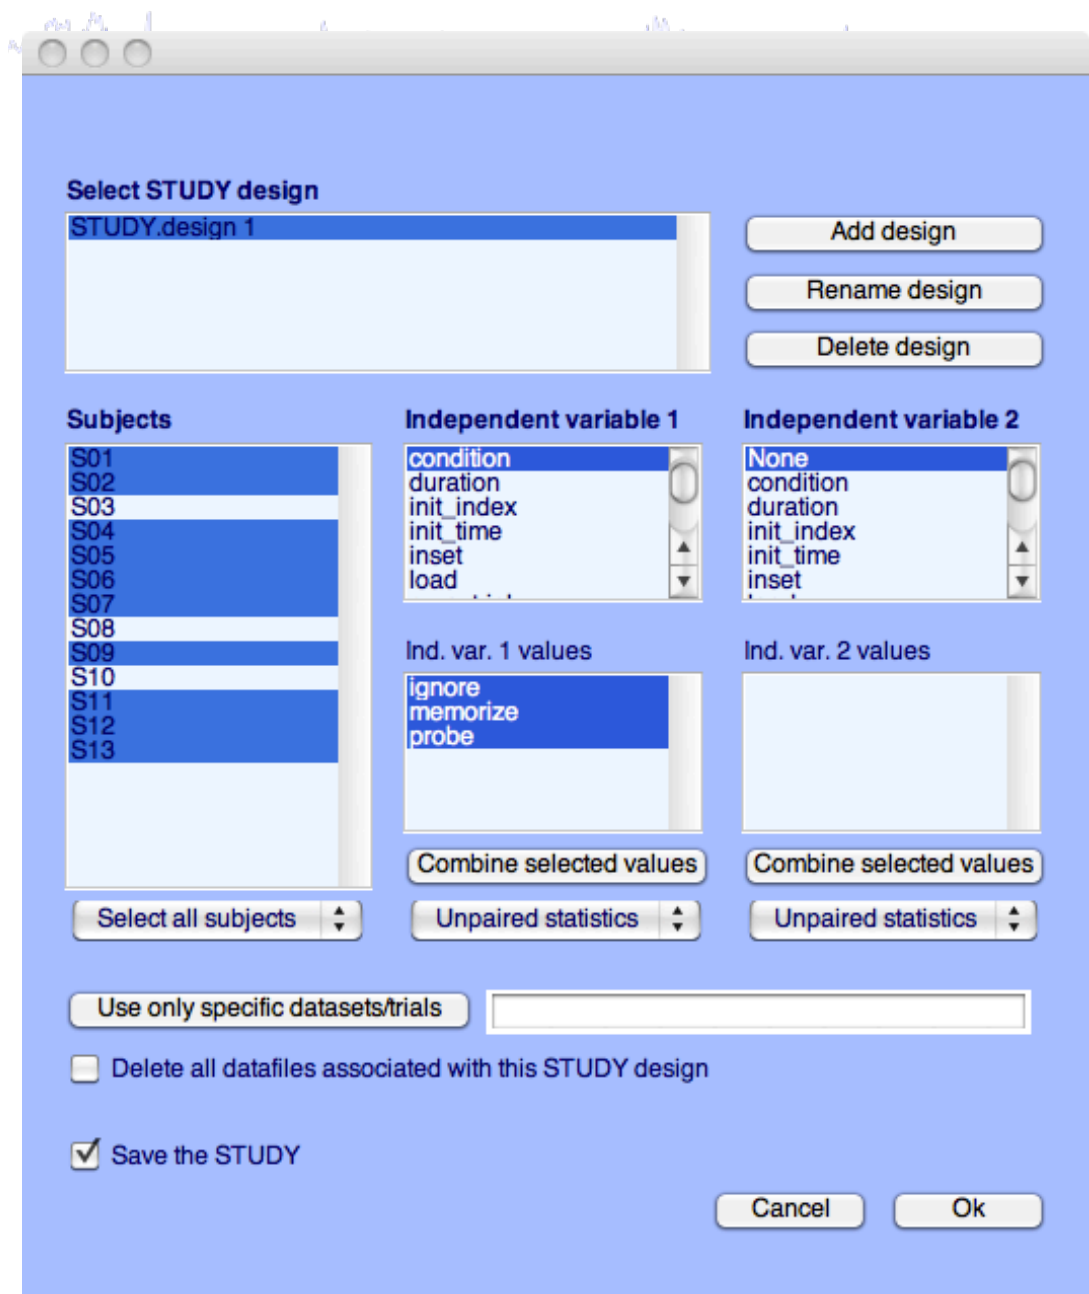 Select STUDY design
STUDY.design 1
Add design
Rename design
Delete design
Subjects
S01
S02
S03
S04
S05
S06
S07
S08
S09
S10
S11
S12
S13
Select all subjects
Independent variable 1
condition
duration
init_index
init_time
inset
load
Ind. var. 1 values
ignore
memorize
probe
Combine selected values
Unpaired statistics
Independent variable 2
None
condition
duration
init_index
init_time
inset
Ind. var. 2 values
Combine selected values
Unpaired statistics
Use only specific datasets/trials
Delete all datafiles associated with this STUDY design
Save the STUDY
Cancel
Ok